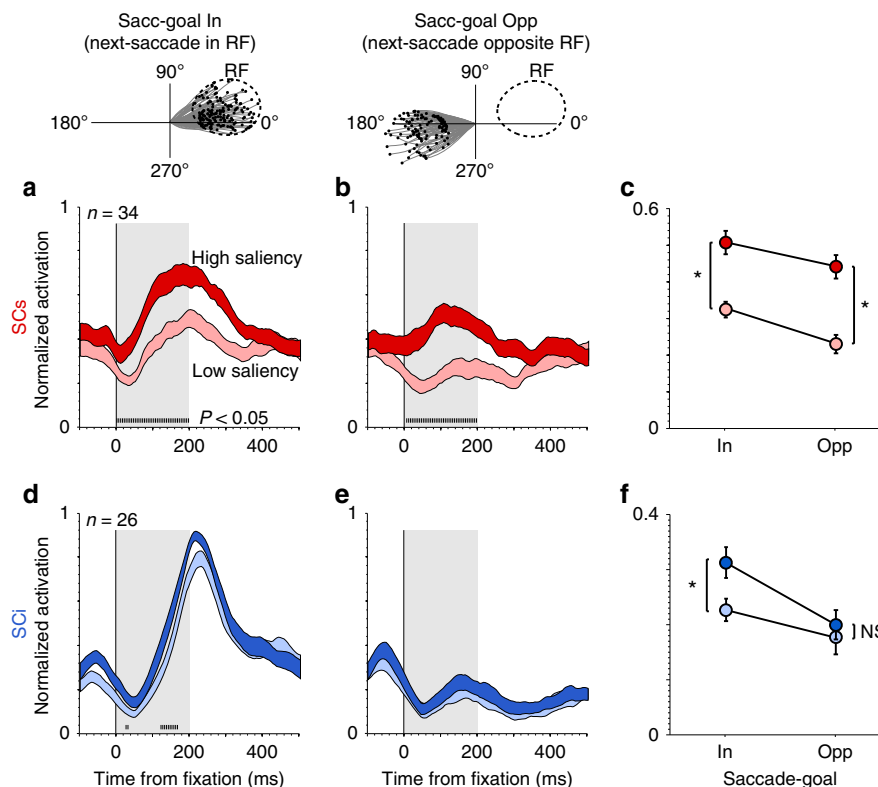 Sacc-goal In
(next-saccade in RF)
Sacc-goal Opp
(next-saccade opposite RF)
90°
RF
180°
0°
270°
90°
RF
180°
0°
270°
a
b
c
1
n = 34
High saliency
Low saliency
P < 0.05
SCs
Normalized activation
0
0
200
400
1
0
0
200
400
0.6
*
*
0
In
Opp
d
e
f
1
n = 26
SCi
Normalized activation
0
0
200
400
Time from fixation (ms)
1
0
0
200
400
Time from fixation (ms)
0.4
*
NS
0
In
Opp
Saccade-goal